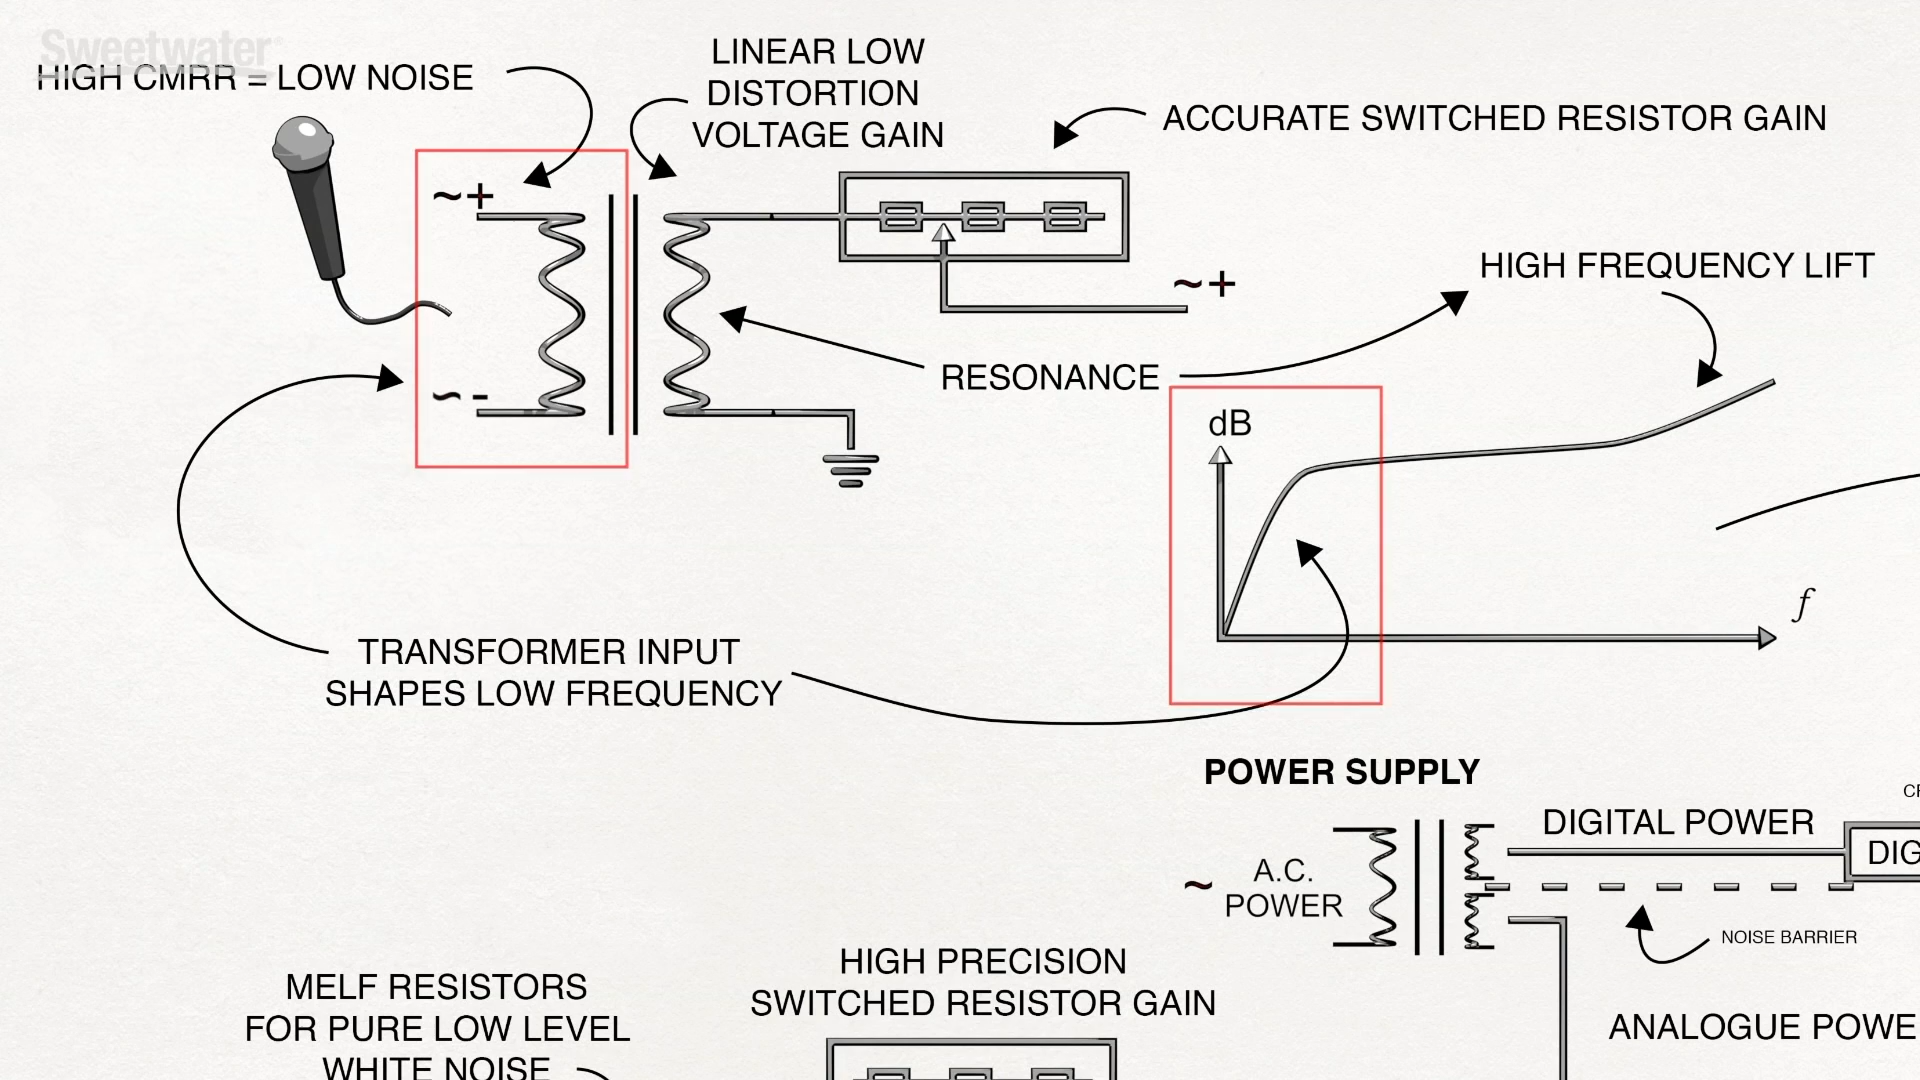 Sweetwater
HIGH CMRR = LOW NOISE
LINEAR LOW
DISTORTION
VOLTAGE GAIN
ACCURATE SWITCHED RESISTOR GAIN
~+
~+
HIGH FREQUENCY LIFT
RESONANCE
~-
dB
f
TRANSFORMER INPUT
SHAPES LOW FREQUENCY
POWER SUPPLY
DIGITAL POWER
DIG
~
A.C.
POWER
NOISE BARRIER
HIGH PRECISION
SWITCHED RESISTOR GAIN
MELF RESISTORS
FOR PURE LOW LEVEL
WHITE NOISE
ANALOGUE POWE